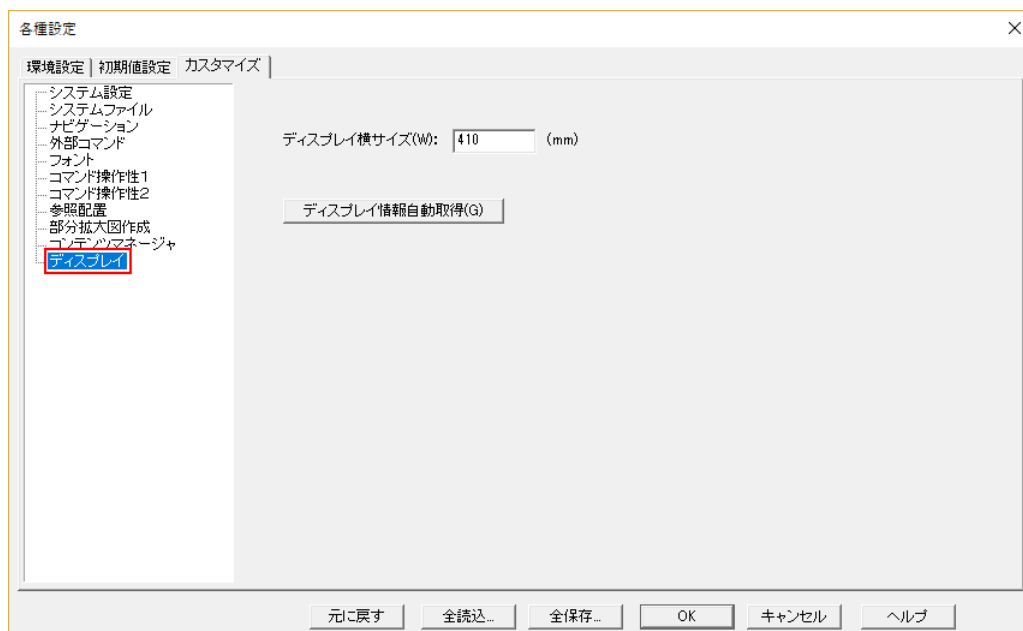 各種設定
環境設定 初期値設定 カスタマイズ
システム設定
システムファイル
ナビゲーション
外部コマンド
フォント
コマンド操作性1
コマンド操作性2
参照配置
部分拡大図作成
コンテンツマネージャ
ディスプレイ
ディスプレイ横サイズ(W): 410 (mm)
ディスプレイ情報自動取得(G)
元に戻す 全読込... 全保存... OK キャンセル ヘルプ